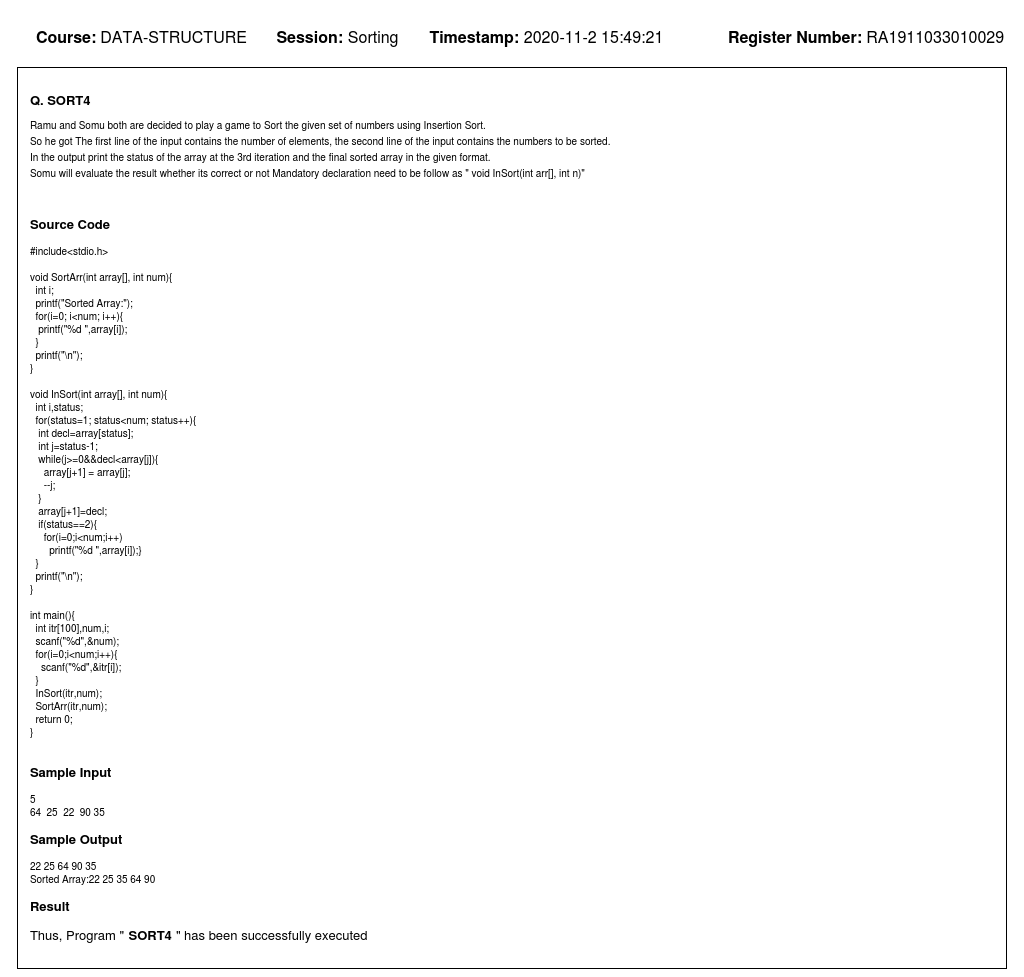 Course: DATA-STRUCTURE Session: Sorting Timestamp: 2020-11-2 15:49:21 Register Number: RA1911033010029
Q. SORT4
Ramu and Somu both are decided to play a game to Sort the given set of numbers using Insertion Sort.
So he got The first line of the input contains the number of elements, the second line of the input contains the numbers to be sorted.
In the output print the status of the array at the 3rd iteration and the final sorted array in the given format.
Somu will evaluate the result whether its correct or not Mandatory declaration need to be follow as " void InSort(int arr[], int n)"
Source Code
#include<stdio.h>
void SortArr(int array[], int num){
  int i;
  printf("Sorted Array:");
  for(i=0; i<num; i++){
   printf("%d ",array[i]);
  }
  printf("\n");
}
void InSort(int array[], int num){
  int i,status;
  for(status=1; status<num; status++){
   int decl=array[status];
   int j=status-1;
   while(j>=0&&decl<array[j]){
     array[j+1] = array[j];
     --j;
   }
   array[j+1]=decl;
   if(status==2){
     for(i=0;i<num;i++)
       printf("%d ",array[i]);}
  }
  printf("\n");
}
int main(){
  int itr[100],num,i;
  scanf("%d",&num);
  for(i=0;i<num;i++){
    scanf("%d",&itr[i]);
  }
  InSort(itr,num);
  SortArr(itr,num);
  return 0;
}
Sample Input
5
64  25  22  90 35
Sample Output
22 25 64 90 35
Sorted Array:22 25 35 64 90
Result
Thus, Program " SORT4 " has been successfully executed